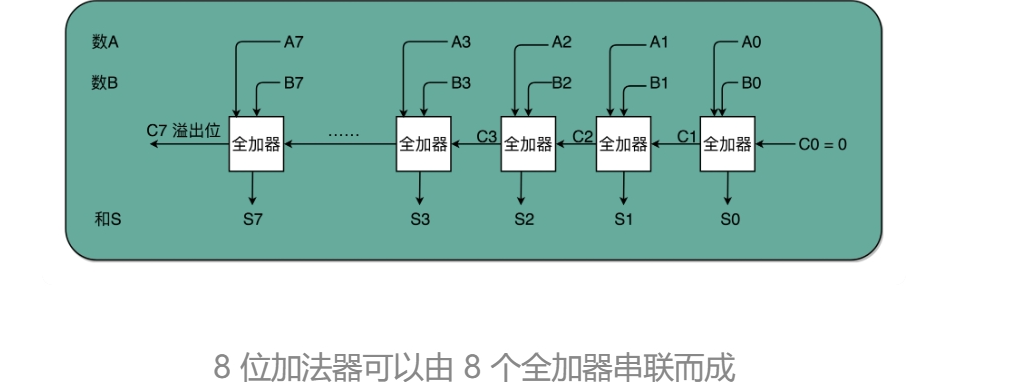 数A A7 A3 A2 A1 A0
数B B7 B3 B2 B1 B0
C7 溢出位 全加器 …… 全加器 C3 全加器 C2 全加器 C1 全加器 C0 = 0
和S S7 S3 S2 S1 S0
8 位加法器可以由 8 个全加器串联而成